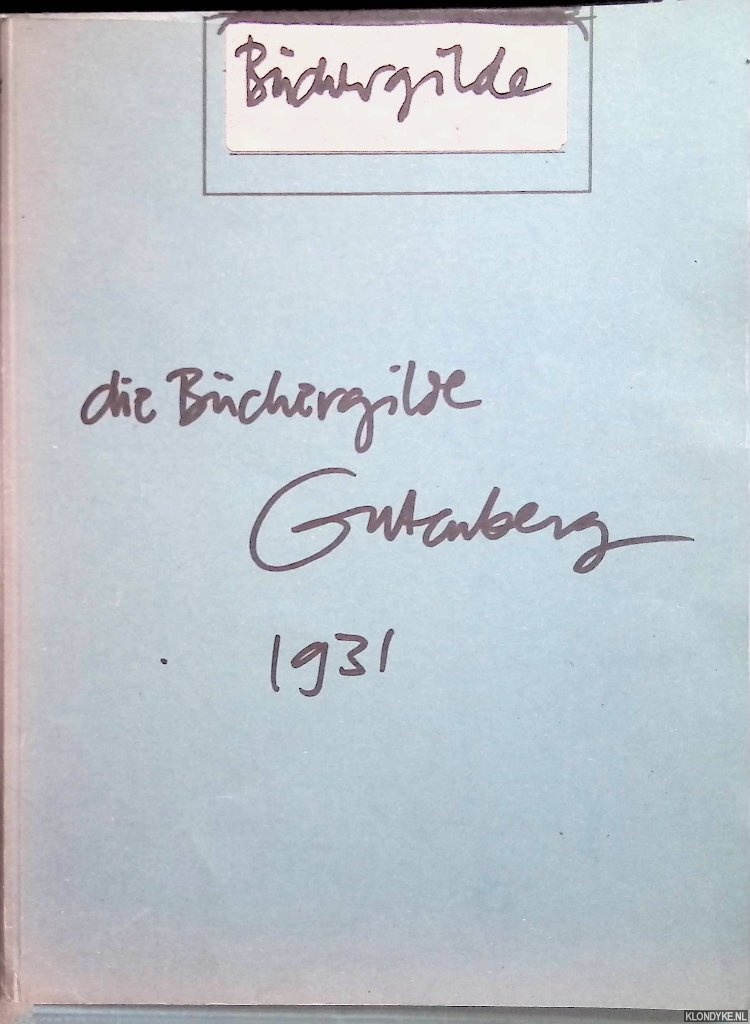 Büchergilde
die Büchergilde
Gutenberg
1931
KLONDYKE.NL